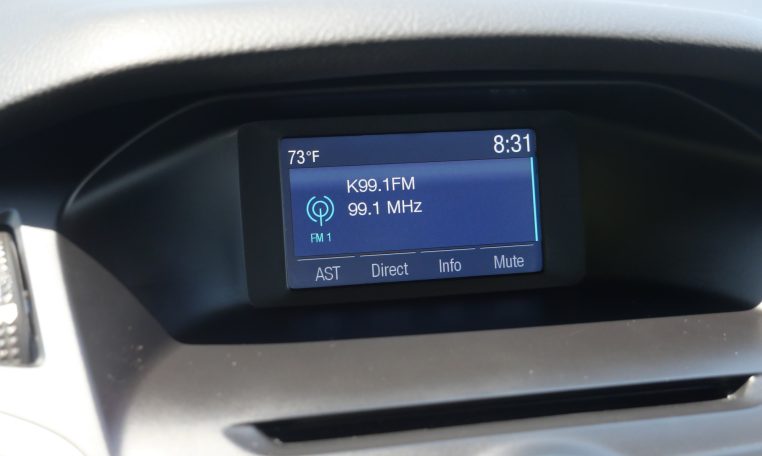 73°F 8:31
K99.1FM
99.1 MHz
FM 1
AST Direct Info Mute